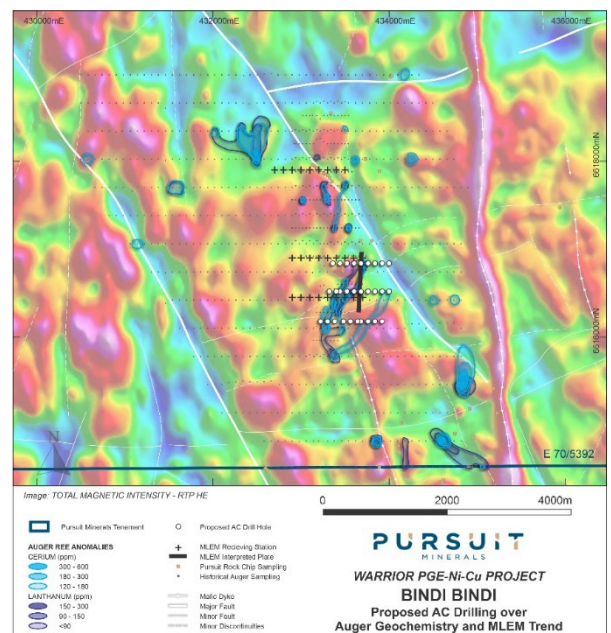 430000mE
432000mE
434000mE
436000mE
6618000mN
6616000mN
N
E 70/5392
Image: TOTAL MAGNETIC INTENSITY - RTP HE
0 2000 4000m
Pursuit Minerals Tenement
AUGER REE ANOMALIES
CERIUM (ppm)
300 - 600
180 - 300
120 - 180
LANTHANUM (ppm)
150 - 300
90 - 150
<90
Proposed AC Drill Hole
MLEM Recieving Station
MLEM Interpreted Plate
Pursuit Rock Chip Sampling
Historical Auger Sampling
Mafic Dyke
Major Fault
Minor Fault
Minor Discontinuities
PURSUIT
MINERALS
WARRIOR PGE-Ni-Cu PROJECT
BINDI BINDI
Proposed AC Drilling over
Auger Geochemistry and MLEM Trend